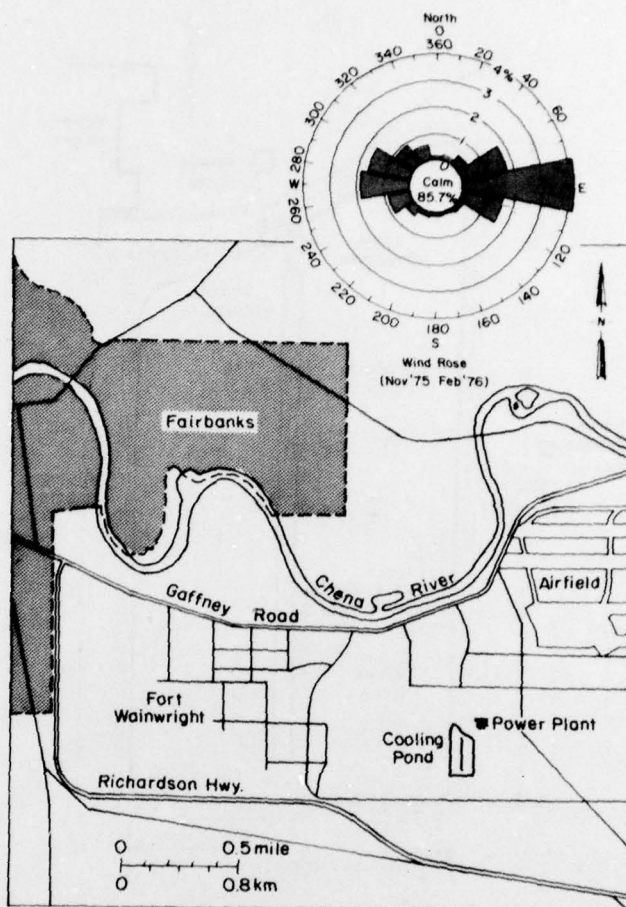 North
0
360
20
40
60
E
120
140
160
180
S
200
220
240
260
W
280
300
320
340
4%
3
2
1
0
Calm
85.7%
Wind Rose
(Nov '75 Feb '76)
N
Fairbanks
Chena River
Gaffney Road
Airfield
Fort
Wainwright
Power Plant
Cooling
Pond
Richardson Hwy.
0 0.5 mile
0 0.8 km